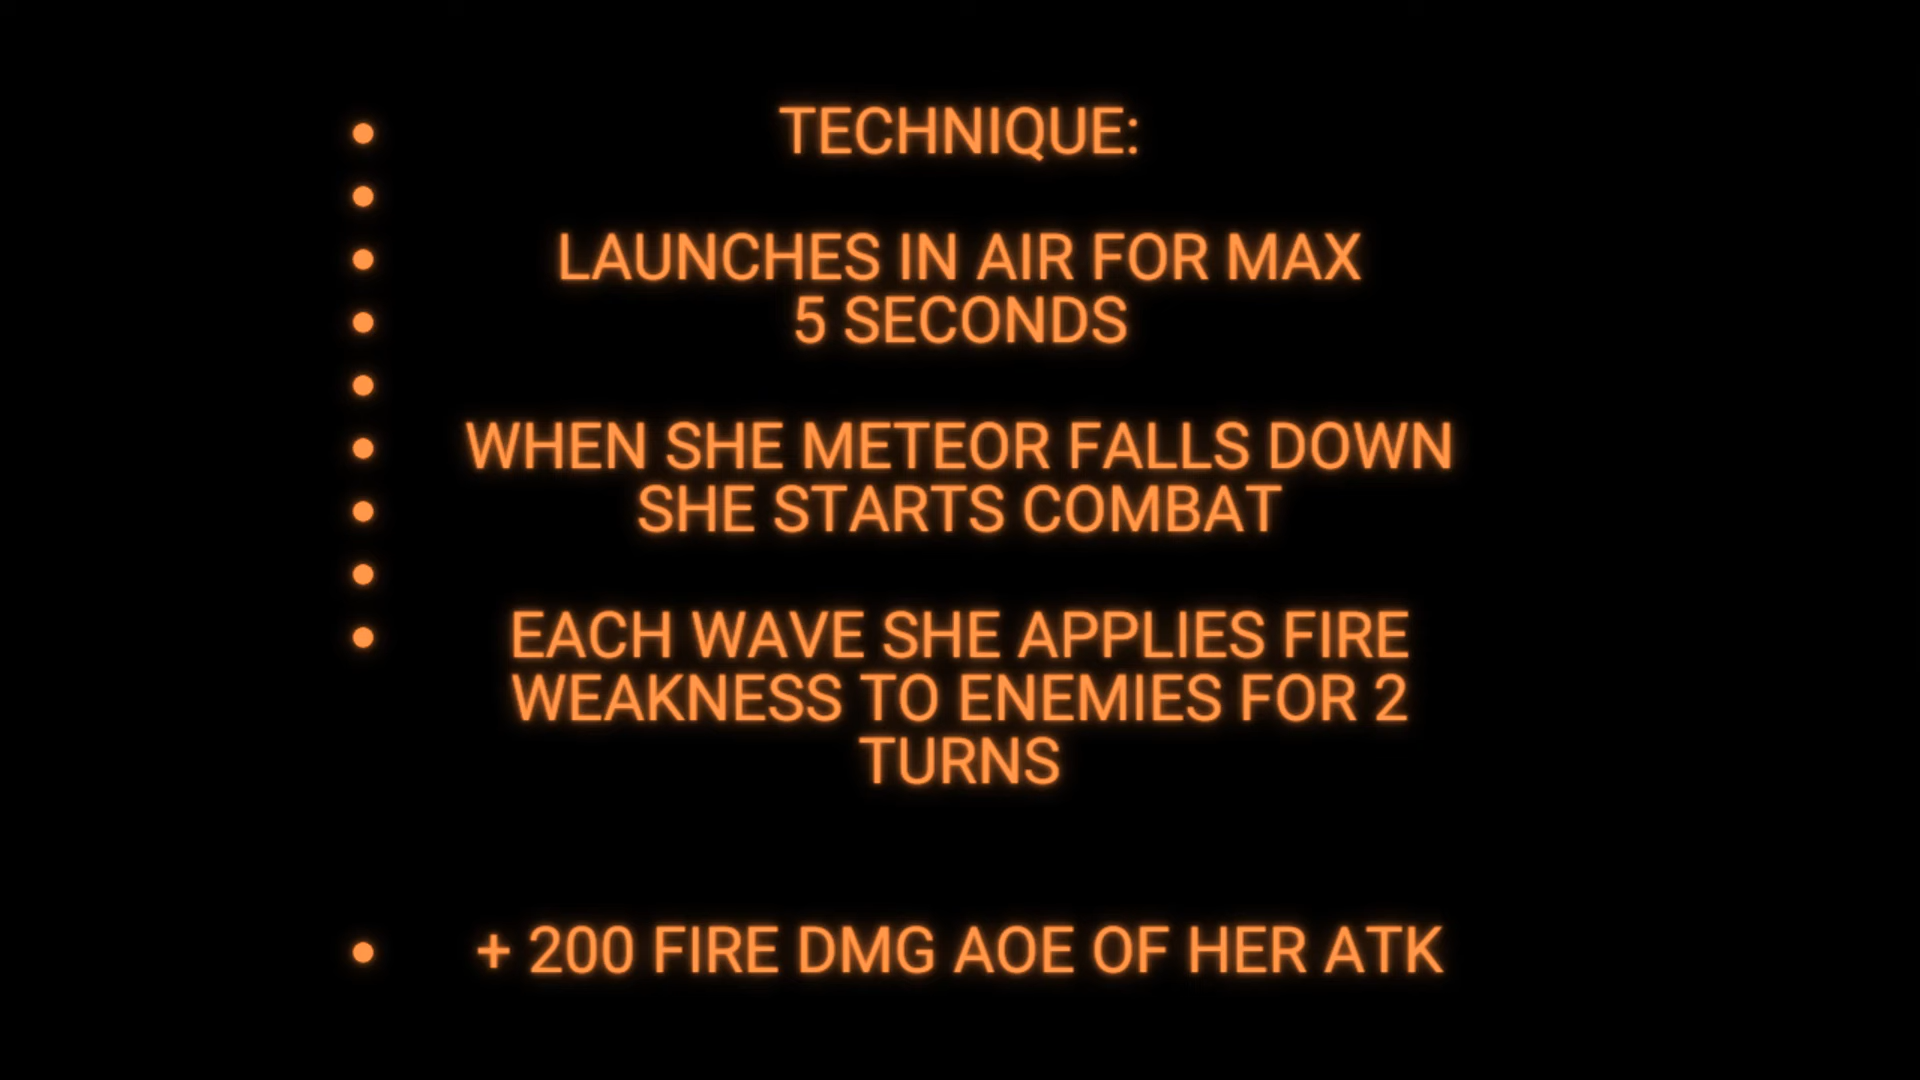 • TECHNIQUE:
•
• LAUNCHES IN AIR FOR MAX
• 5 SECONDS
•
• WHEN SHE METEOR FALLS DOWN
• SHE STARTS COMBAT
•
• EACH WAVE SHE APPLIES FIRE
WEAKNESS TO ENEMIES FOR 2
TURNS
• + 200 FIRE DMG AOE OF HER ATK